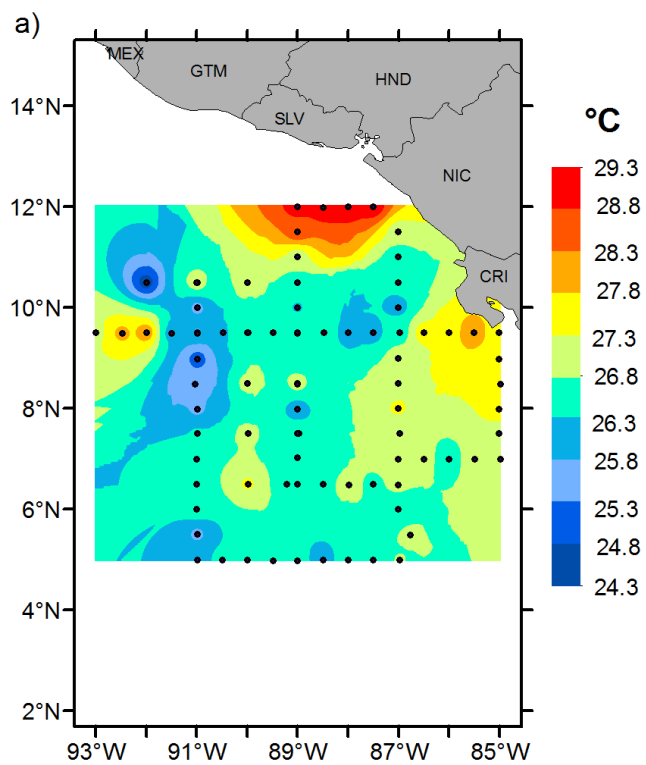 a)
MEX
GTM
HND
SLV
NIC
CRI
14°N
12°N
10°N
8°N
6°N
4°N
2°N
93°W 91°W 89°W 87°W 85°W
°C
29.3
28.8
28.3
27.8
27.3
26.8
26.3
25.8
25.3
24.8
24.3